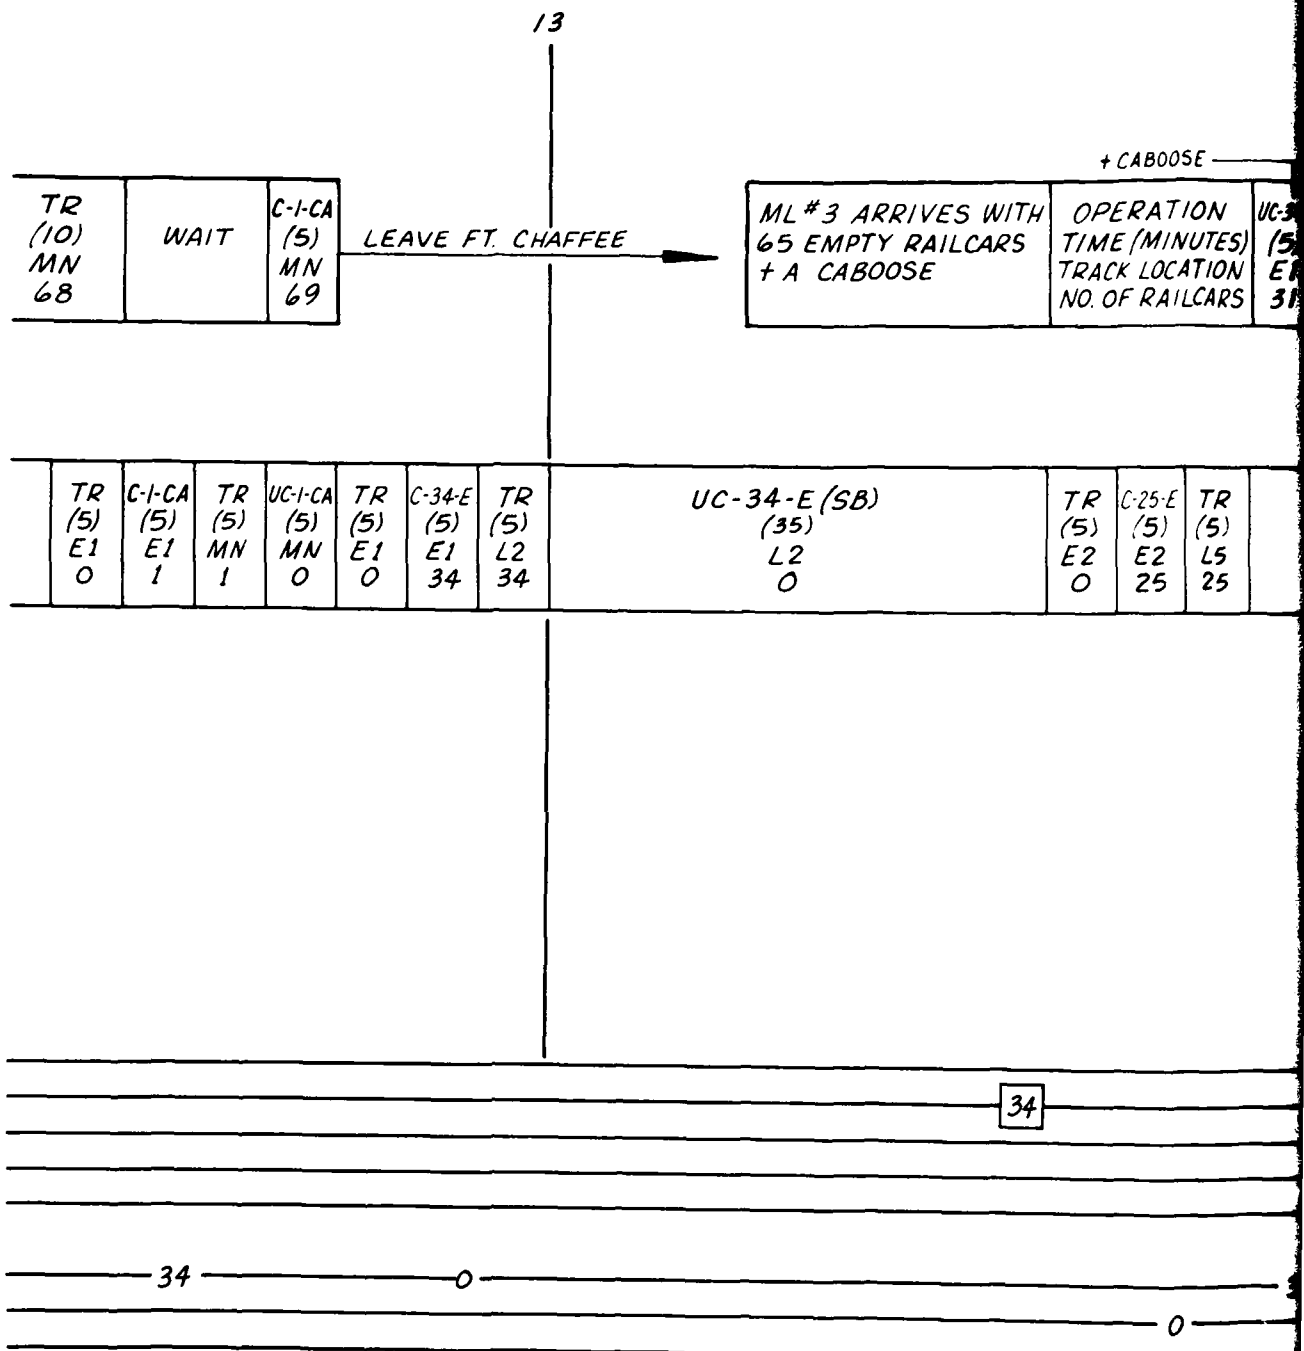 13
+ CABOOSE
TR
(10)
MN
68
WAIT
C-1-CA
(5)
MN
69
LEAVE FT. CHAFFEE
ML #3 ARRIVES WITH
65 EMPTY RAILCARS
+ A CABOOSE
OPERATION
TIME (MINUTES)
TRACK LOCATION
NO. OF RAILCARS
TR
(5)
E1
0
C-1-CA
(5)
E1
1
TR
(5)
MN
1
UC-1-CA
(5)
MN
0
TR
(5)
E1
0
C-34-E
(5)
E1
34
TR
(5)
L2
34
UC-34-E (SB)
(35)
L2
0
TR
(5)
E2
0
C-25-E
(5)
E2
25
TR
(5)
L5
25
34
34
0
0